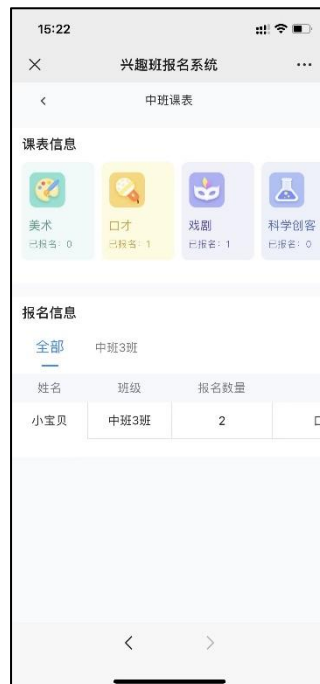 15:22
兴趣班报名系统
中班课表
课表信息
美术 口才 戏剧 科学创客
已报名: 0 已报名: 1 已报名: 1 已报名: 0
报名信息
全部 中班3班
姓名 班级 报名数量
小宝贝 中班3班 2